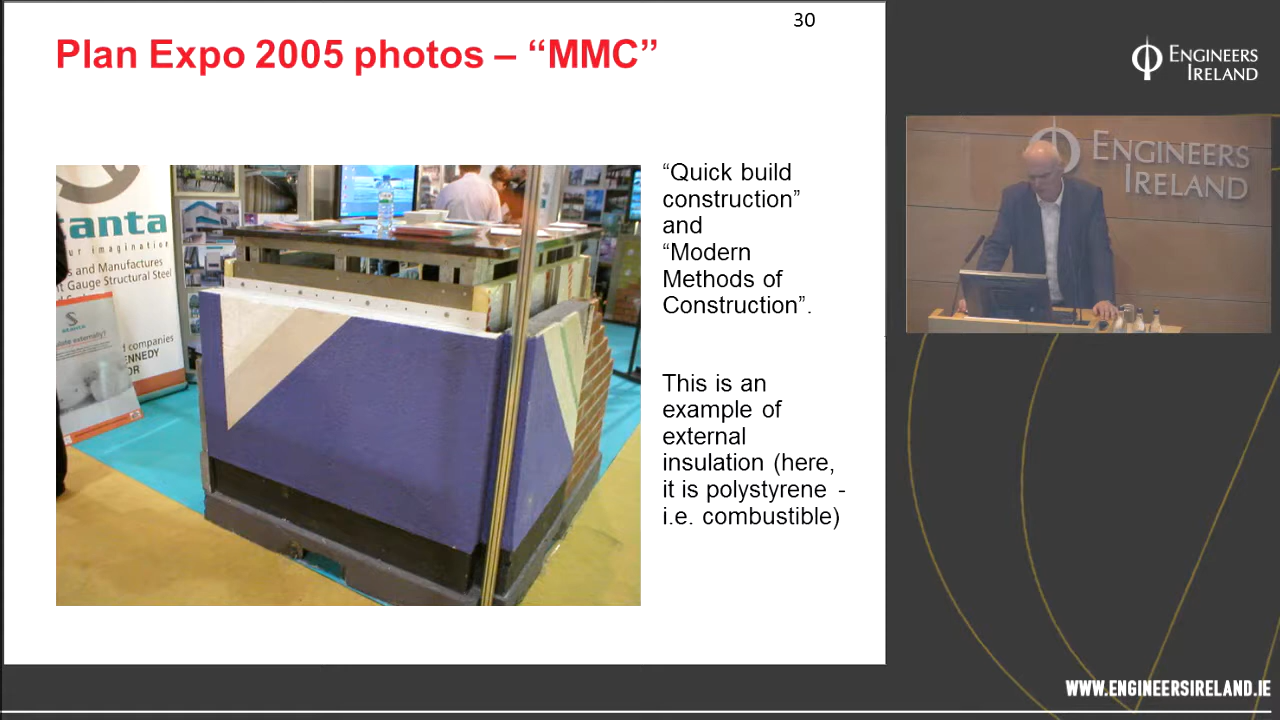 30
Plan Expo 2005 photos – “MMC”
“Quick build
construction”
and
“Modern
Methods of
Construction”.
This is an
example of
external
insulation (here,
it is polystyrene -
i.e. combustible)
anta
ur imagination
s and Manufactures
t Gauge Structural Steel
d companies
ENNEDY
OR
ENGINEERS
IRELAND
ENGINEERS
IRELAND
WWW.ENGINEERSIRELAND.IE